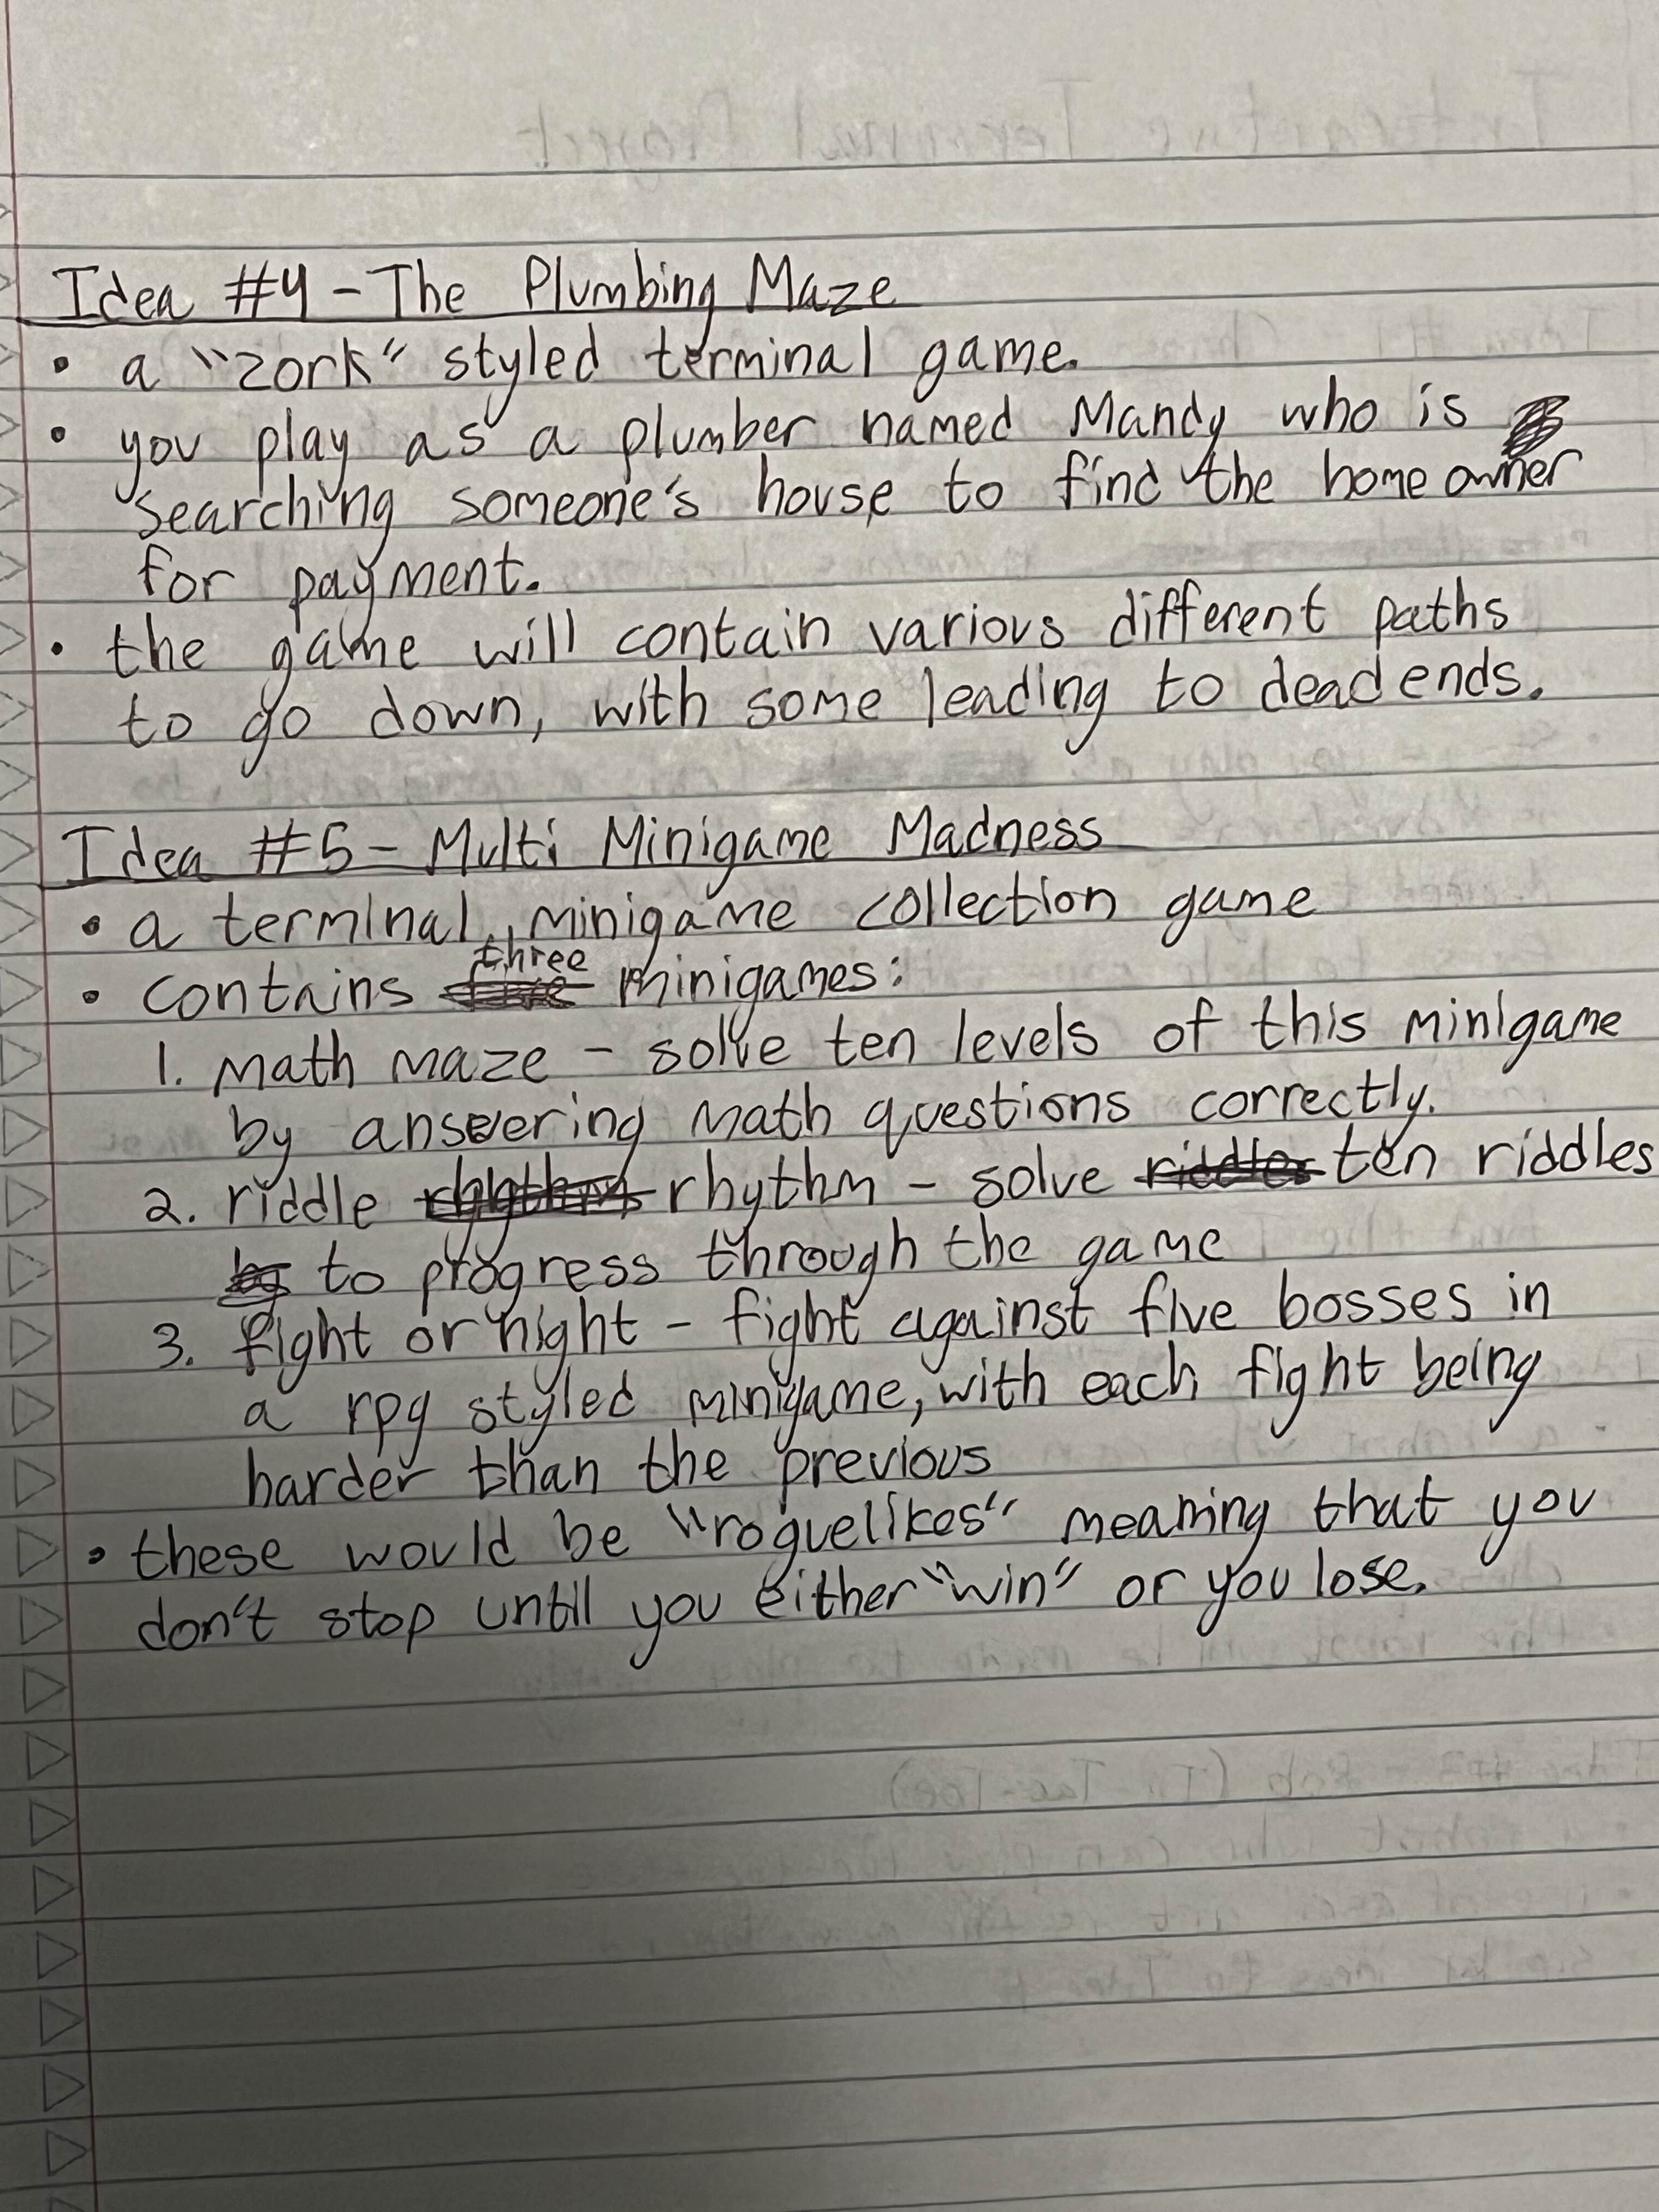 Idea #4 - The Plumbing Maze
• a "zork" styled terminal game.
• you play as a plumber named Mandy who is
searching someone's house to find the home owner
for payment.
• the game will contain various different paths
to go down, with some leading to dead ends.
Idea #5 - Multi Minigame Madness
• a terminal minigame collection game
• contains three minigames:
1. math maze - solve ten levels of this minigame
by answering math questions correctly.
2. riddle rhythm - solve ten riddles
to progress through the game
3. fight or night - fight against five bosses in
a rpg styled minigame, with each fight being
harder than the previous
• these would be "roguelikes" meaning that you
don't stop until you either "win" or you lose.